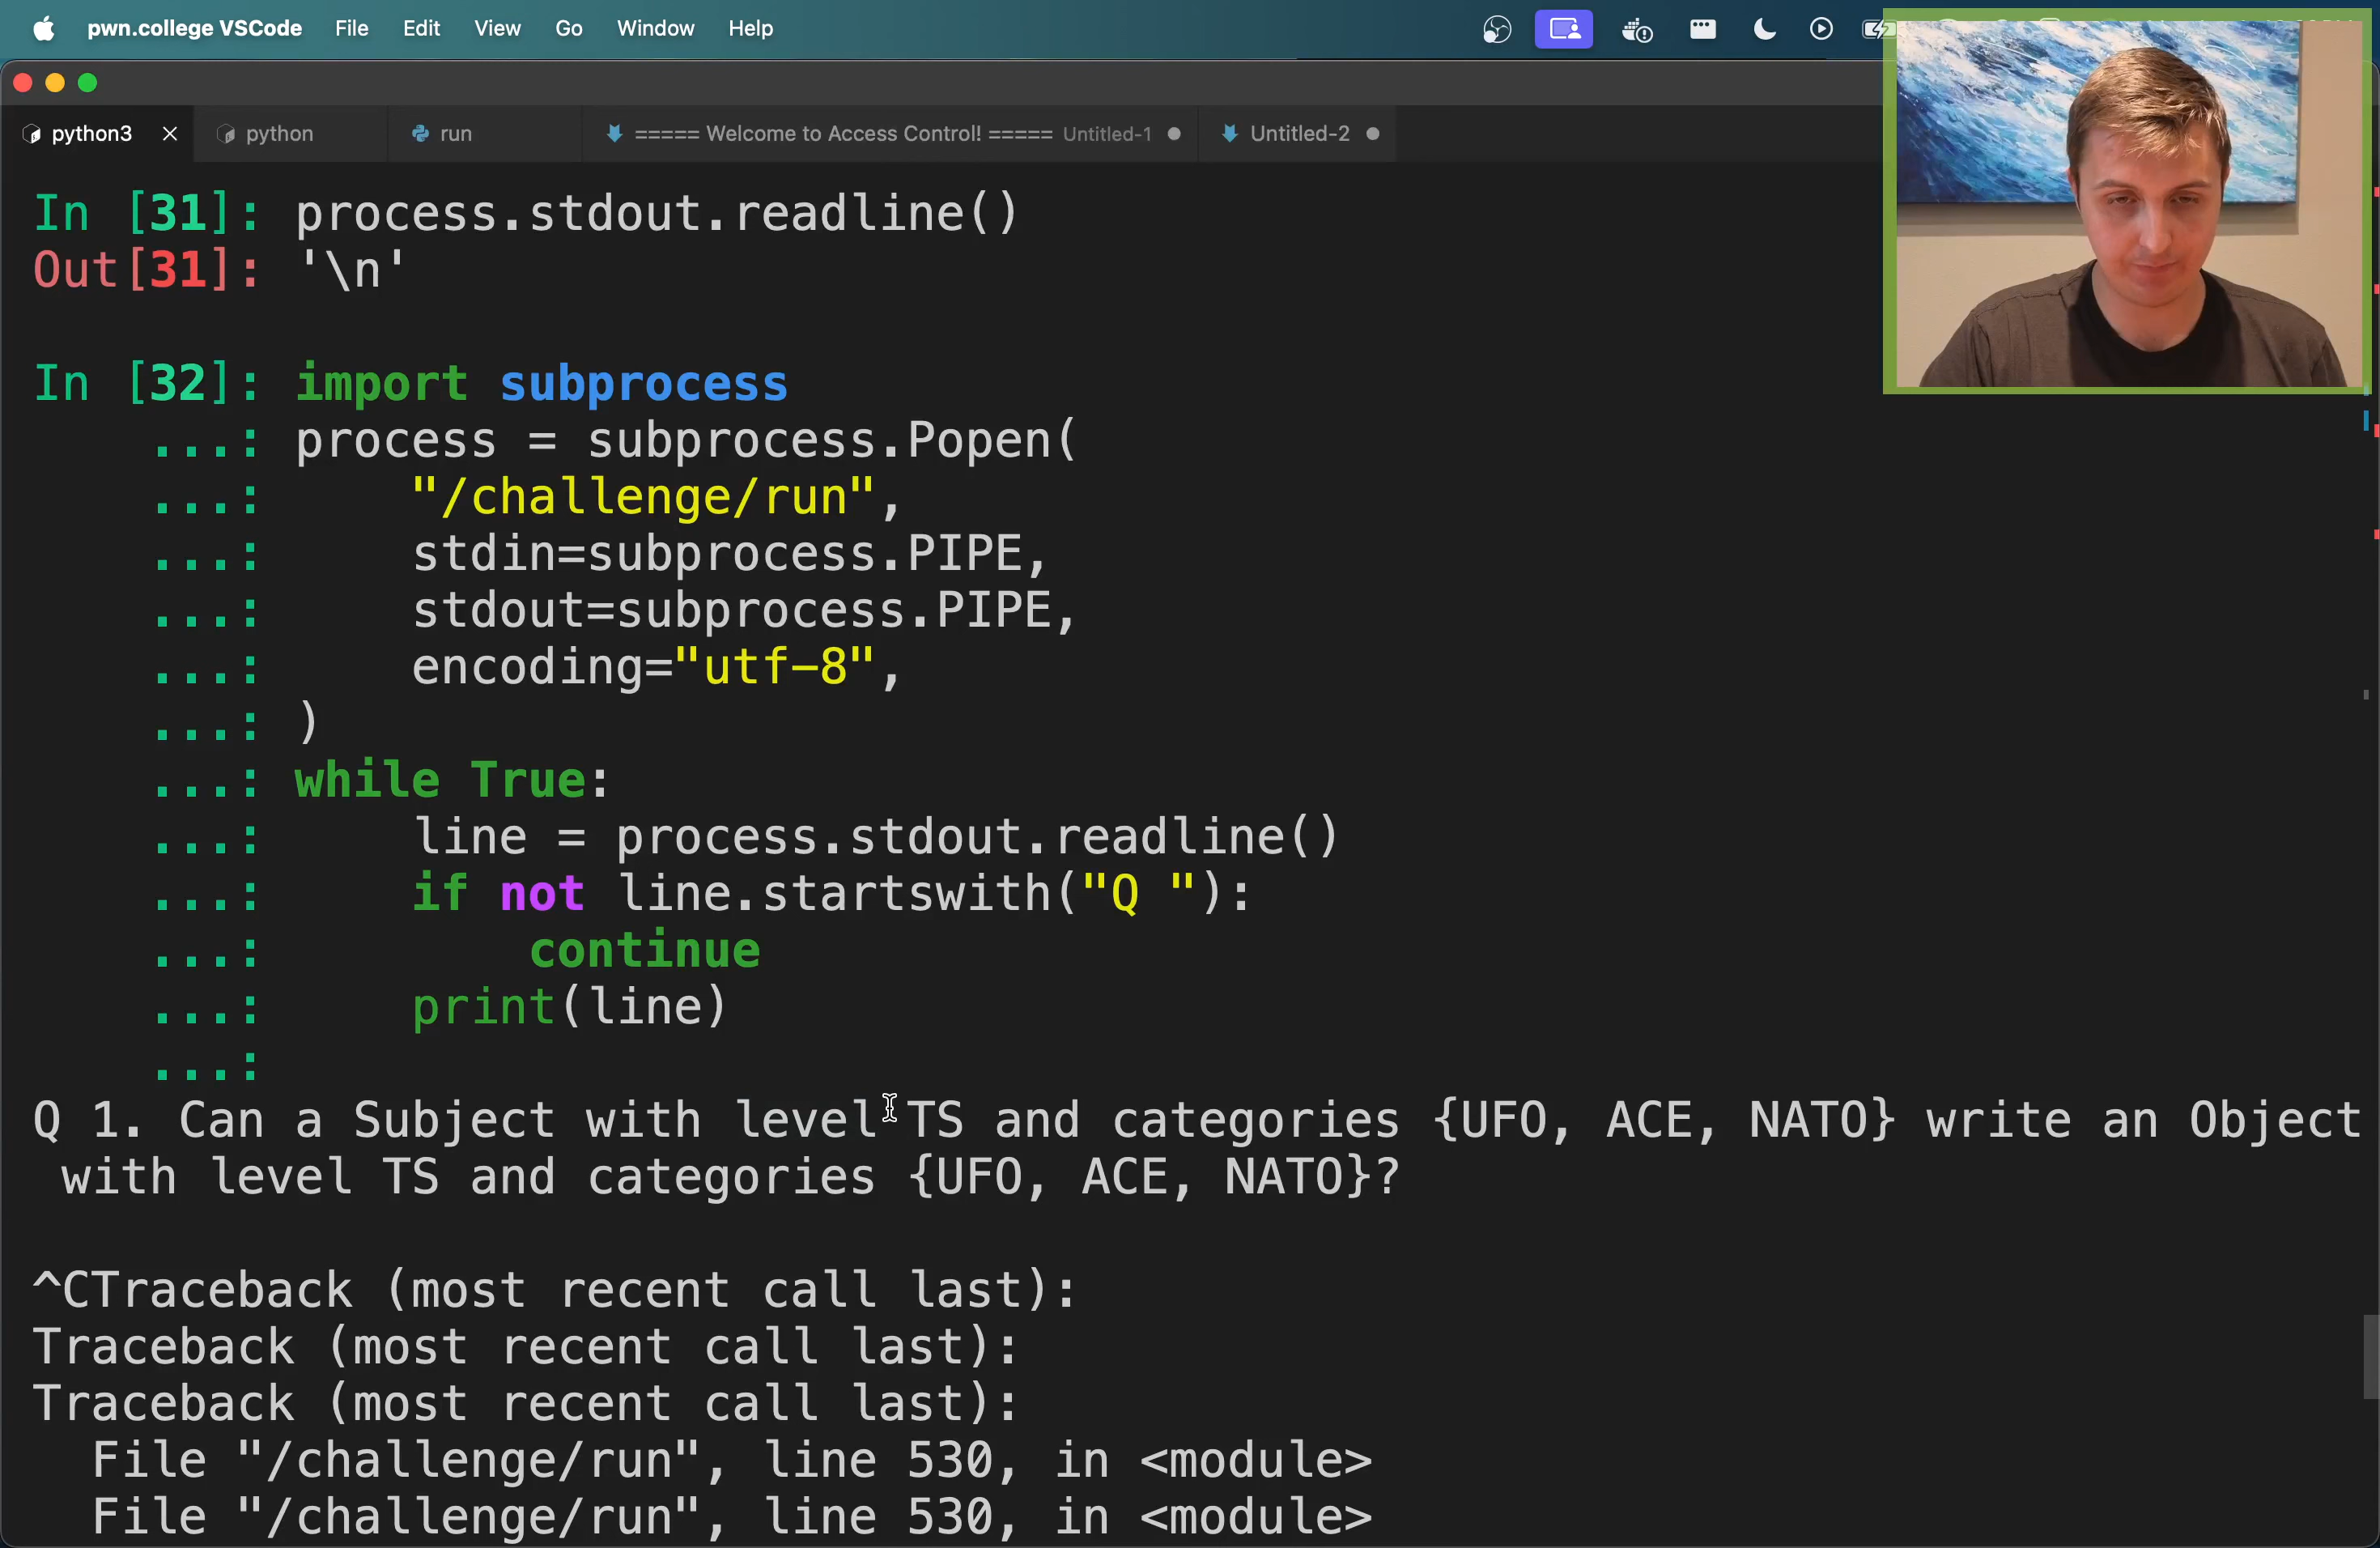 pwn.college VSCode File Edit View Go Window Help
python3 python run ===== Welcome to Access Control! ===== Untitled-1 Untitled-2
In [31]: process.stdout.readline()
Out[31]: '\n'
In [32]: import subprocess
...: process = subprocess.Popen(
...:     "/challenge/run",
...:     stdin=subprocess.PIPE,
...:     stdout=subprocess.PIPE,
...:     encoding="utf-8",
...: )
...: while True:
...:     line = process.stdout.readline()
...:     if not line.startswith("Q "):
...:         continue
...:     print(line)
...:
Q 1. Can a Subject with level TS and categories {UFO, ACE, NATO} write an Object
with level TS and categories {UFO, ACE, NATO}?
^CTraceback (most recent call last):
Traceback (most recent call last):
Traceback (most recent call last):
File "/challenge/run", line 530, in <module>
File "/challenge/run", line 530, in <module>